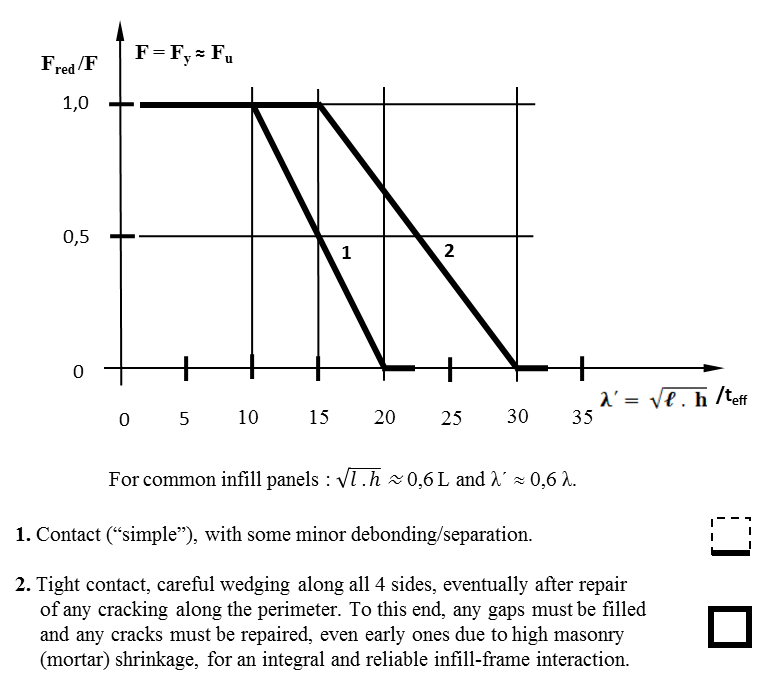 F = Fy ≈ Fu
Fred/F
1,0
0,5
1
2
0
0 5 10 15 20 25 30 35
λ′ = √ℓ . h /teff
For common infill panels : √l .h ≈ 0,6 L and λ´ ≈ 0,6 λ.
1. Contact (“simple”), with some minor debonding/separation.
2. Tight contact, careful wedging along all 4 sides, eventually after repair
of any cracking along the perimeter. To this end, any gaps must be filled
and any cracks must be repaired, even early ones due to high masonry
(mortar) shrinkage, for an integral and reliable infill-frame interaction.